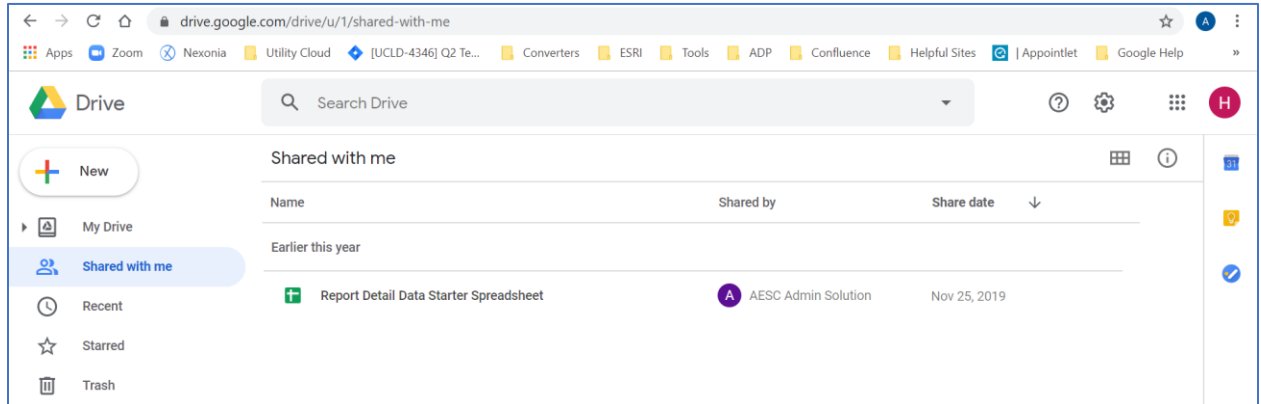 drive.google.com/drive/u/1/shared-with-me A
Apps Zoom Nexonia Utility Cloud [UCLD-4346] Q2 Te... Converters ESRI Tools ADP Confluence Helpful Sites | Appointlet Google Help »
Drive Search Drive H
New Shared with me 31
Name Shared by Share date
My Drive
Earlier this year
Shared with me
Report Detail Data Starter Spreadsheet A AESC Admin Solution Nov 25, 2019
Recent
Starred
Trash